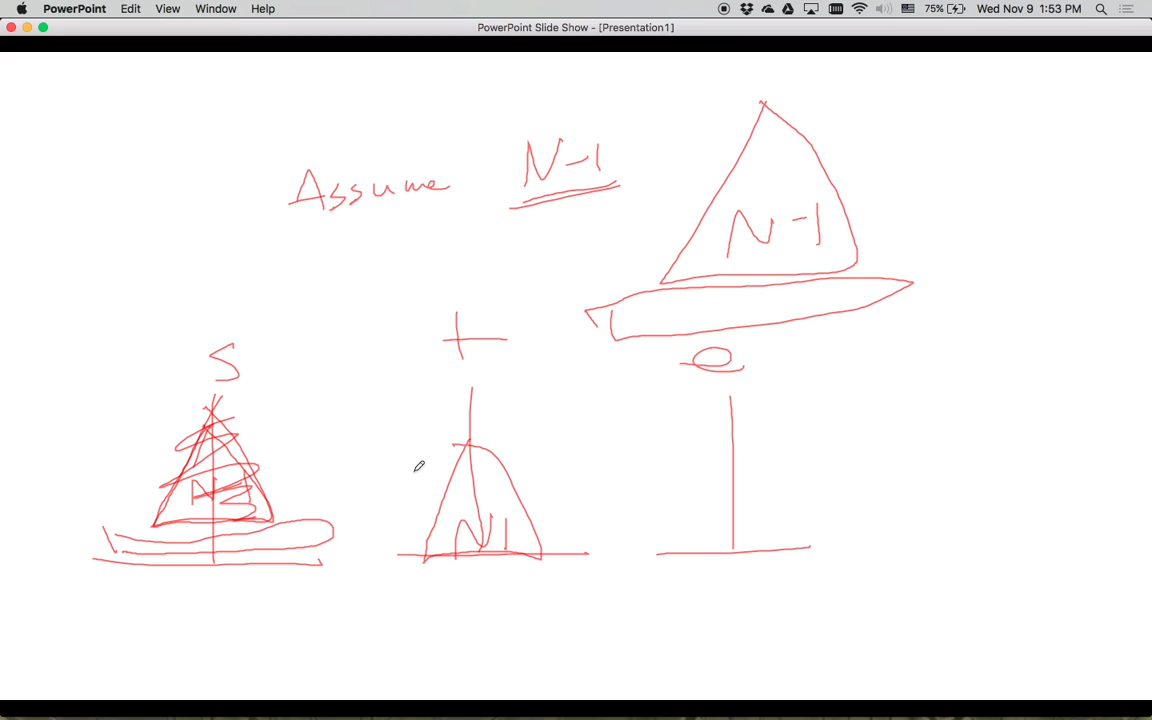 PowerPoint Edit View Window Help 75% Wed Nov 9 1:53 PM
PowerPoint Slide Show - [Presentation1]
Assume N-1
N-1
S
N1